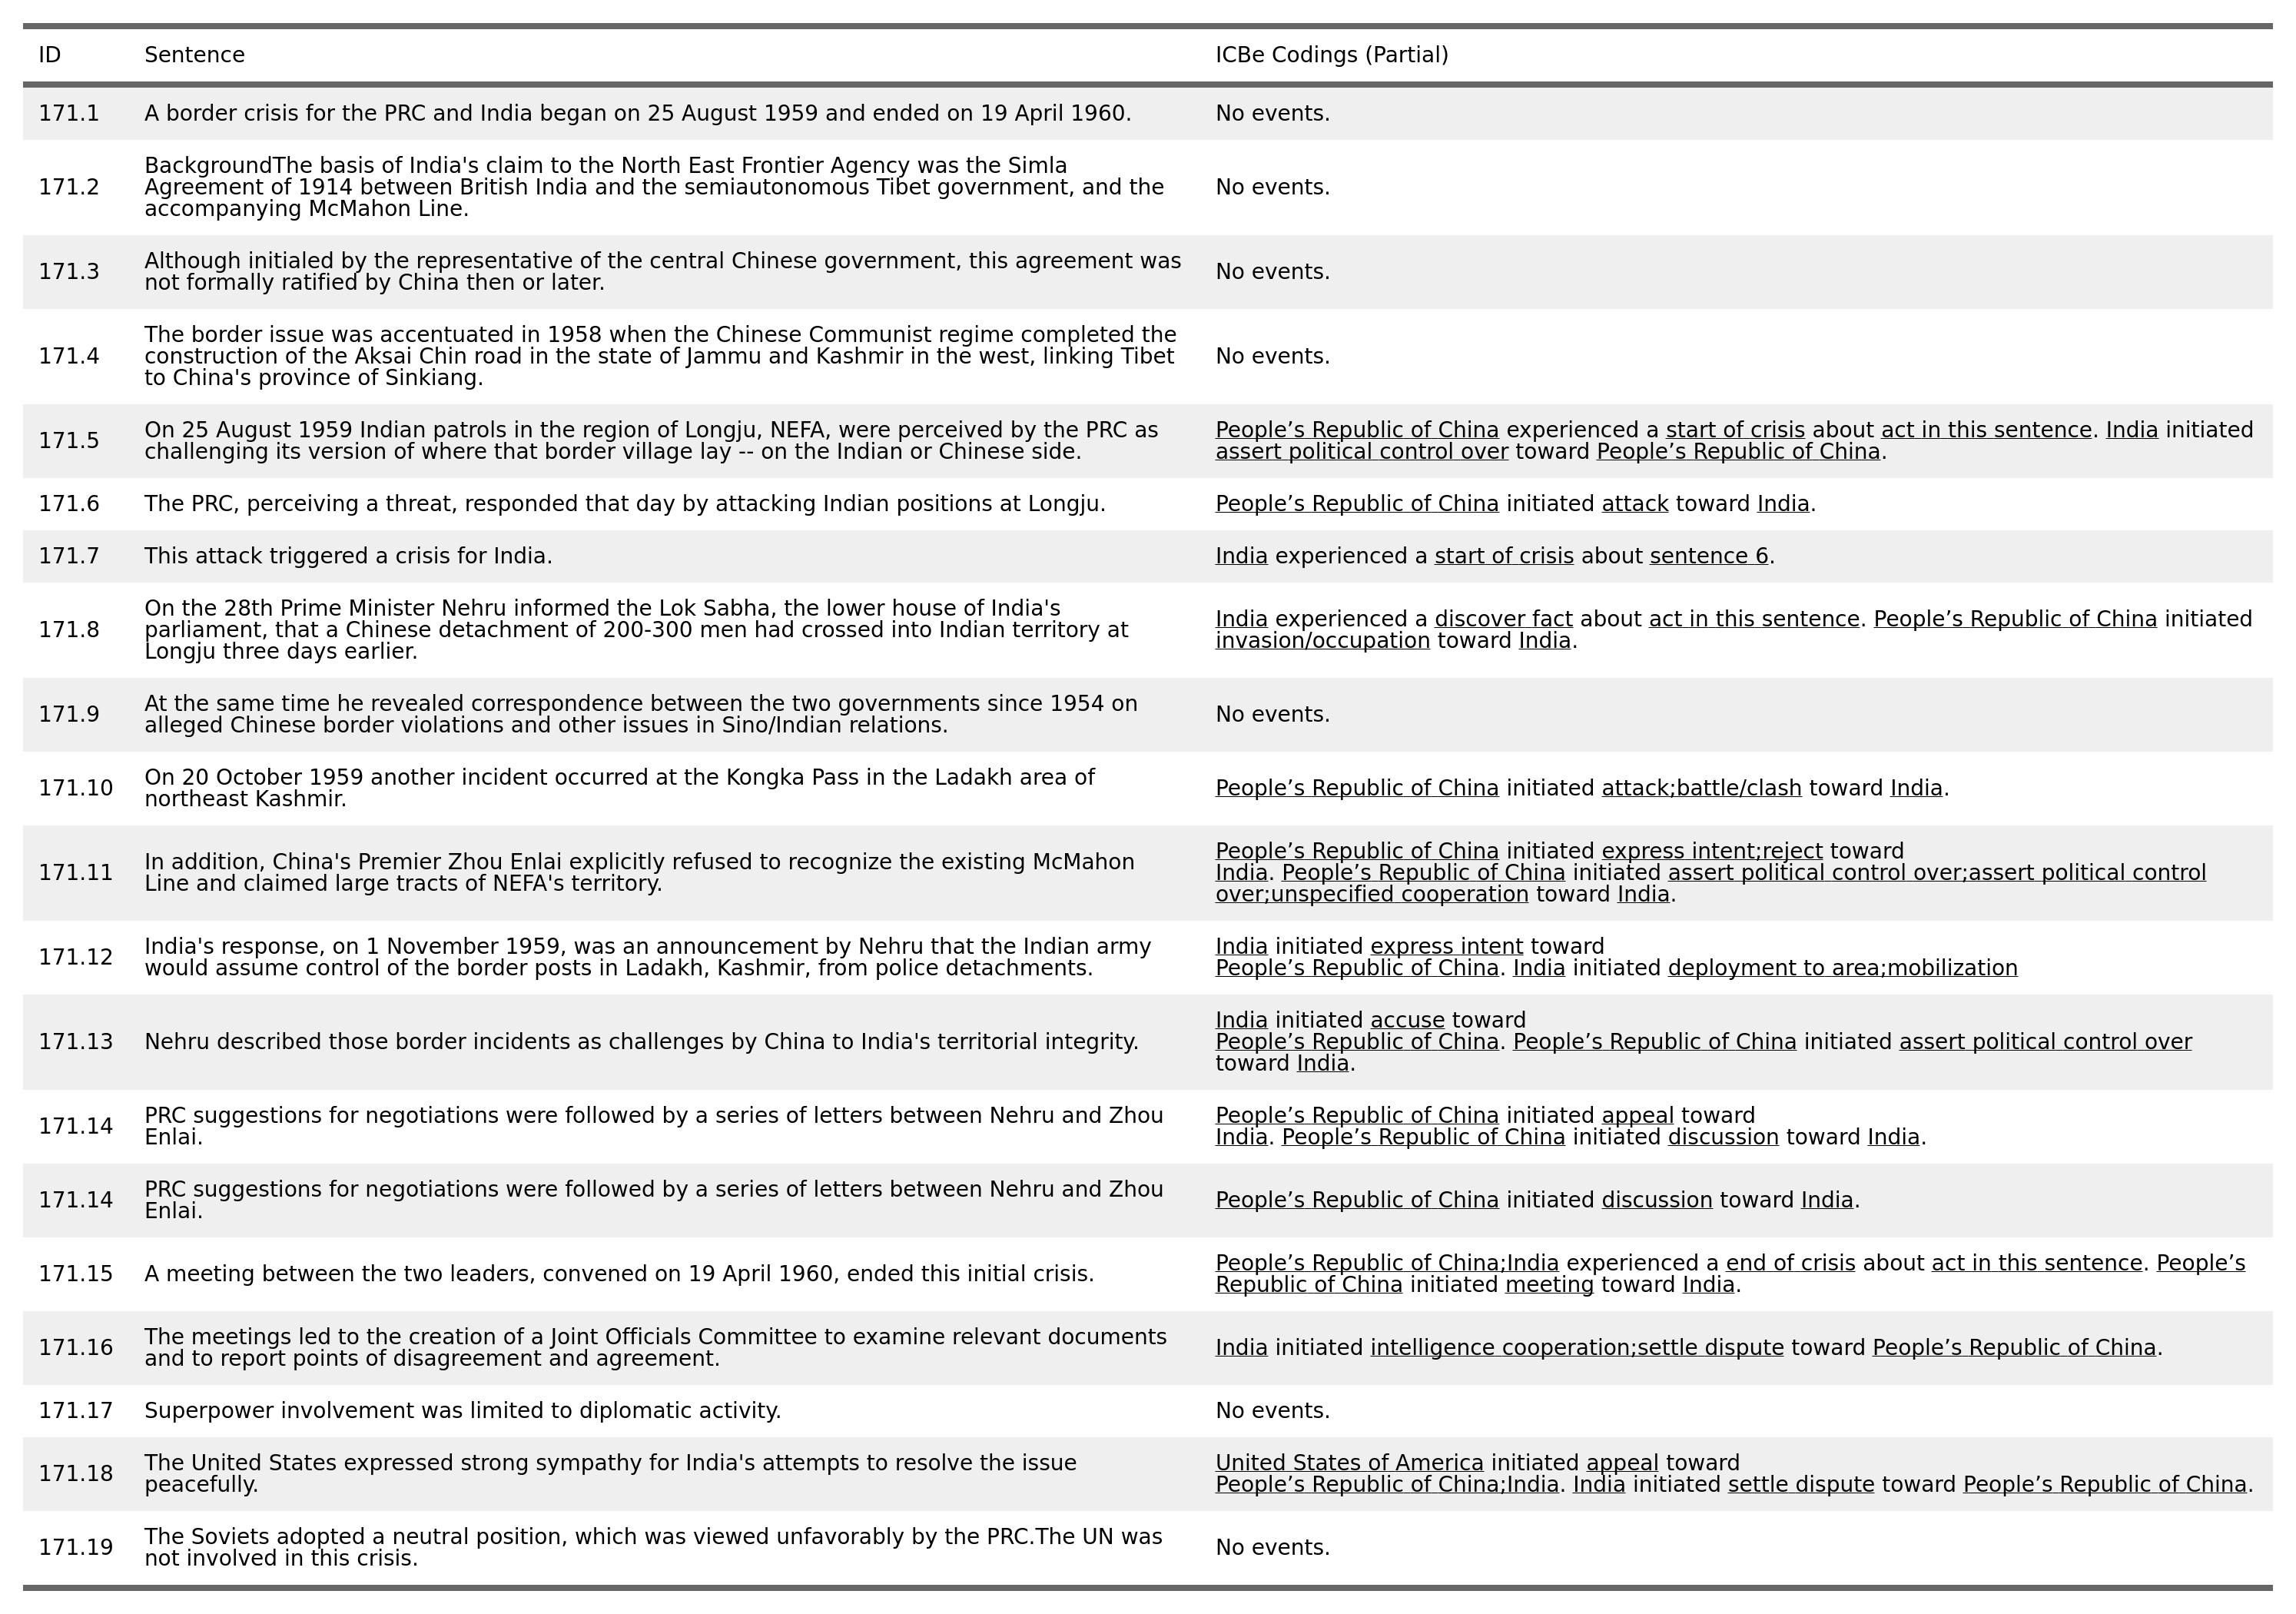 ID Sentence ICBe Codings (Partial)
171.1 A border crisis for the PRC and India began on 25 August 1959 and ended on 19 April 1960. No events.
171.2 BackgroundThe basis of India's claim to the North East Frontier Agency was the Simla
Agreement of 1914 between British India and the semiautonomous Tibet government, and the
accompanying McMahon Line.
No events.
171.3 Although initialed by the representative of the central Chinese government, this agreement was
not formally ratified by China then or later.
No events.
171.4 The border issue was accentuated in 1958 when the Chinese Communist regime completed the
construction of the Aksai Chin road in the state of Jammu and Kashmir in the west, linking Tibet
to China's province of Sinkiang.
No events.
171.5 On 25 August 1959 Indian patrols in the region of Longju, NEFA, were perceived by the PRC as
challenging its version of where that border village lay -- on the Indian or Chinese side.
People’s Republic of China experienced a start of crisis about act in this sentence. India initiated
assert political control over toward People’s Republic of China.
171.6 The PRC, perceiving a threat, responded that day by attacking Indian positions at Longju. People’s Republic of China initiated attack toward India.
171.7 This attack triggered a crisis for India. India experienced a start of crisis about sentence 6.
171.8 On the 28th Prime Minister Nehru informed the Lok Sabha, the lower house of India's
parliament, that a Chinese detachment of 200-300 men had crossed into Indian territory at
Longju three days earlier.
India experienced a discover fact about act in this sentence. People’s Republic of China initiated
invasion/occupation toward India.
171.9 At the same time he revealed correspondence between the two governments since 1954 on
alleged Chinese border violations and other issues in Sino/Indian relations.
No events.
171.10 On 20 October 1959 another incident occurred at the Kongka Pass in the Ladakh area of
northeast Kashmir.
People’s Republic of China initiated attack;battle/clash toward India.
171.11 In addition, China's Premier Zhou Enlai explicitly refused to recognize the existing McMahon
Line and claimed large tracts of NEFA's territory.
People’s Republic of China initiated express intent;reject toward
India. People’s Republic of China initiated assert political control over;assert political control
over;unspecified cooperation toward India.
171.12 India's response, on 1 November 1959, was an announcement by Nehru that the Indian army
would assume control of the border posts in Ladakh, Kashmir, from police detachments.
India initiated express intent toward
People’s Republic of China. India initiated deployment to area;mobilization
171.13 Nehru described those border incidents as challenges by China to India's territorial integrity.
India initiated accuse toward
People’s Republic of China. People’s Republic of China initiated assert political control over
toward India.
171.14 PRC suggestions for negotiations were followed by a series of letters between Nehru and Zhou
Enlai.
People’s Republic of China initiated appeal toward
India. People’s Republic of China initiated discussion toward India.
171.14 PRC suggestions for negotiations were followed by a series of letters between Nehru and Zhou
Enlai.
People’s Republic of China initiated discussion toward India.
171.15 A meeting between the two leaders, convened on 19 April 1960, ended this initial crisis.
People’s Republic of China;India experienced a end of crisis about act in this sentence. People’s
Republic of China initiated meeting toward India.
171.16 The meetings led to the creation of a Joint Officials Committee to examine relevant documents
and to report points of disagreement and agreement.
India initiated intelligence cooperation;settle dispute toward People’s Republic of China.
171.17 Superpower involvement was limited to diplomatic activity. No events.
171.18 The United States expressed strong sympathy for India's attempts to resolve the issue
peacefully.
United States of America initiated appeal toward
People’s Republic of China;India. India initiated settle dispute toward People’s Republic of China.
171.19 The Soviets adopted a neutral position, which was viewed unfavorably by the PRC.The UN was
not involved in this crisis.
No events.